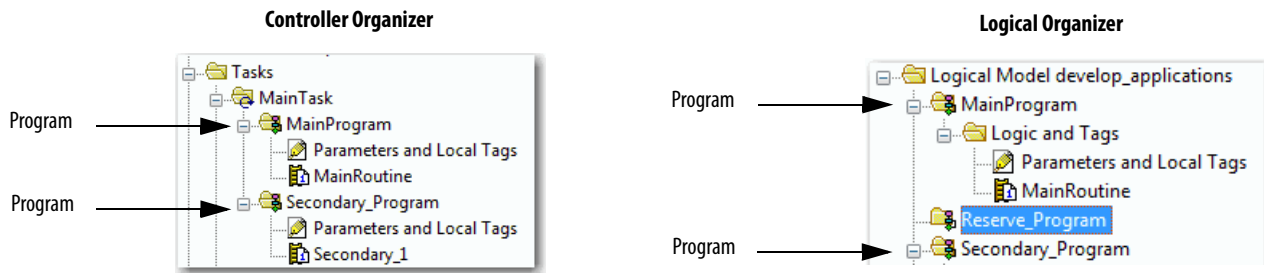 Controller Organizer
Tasks
MainTask
Program
MainProgram
Parameters and Local Tags
MainRoutine
Program
Secondary_Program
Parameters and Local Tags
Secondary_1
Logical Organizer
Logical Model develop_applications
Program
MainProgram
Logic and Tags
Parameters and Local Tags
MainRoutine
Reserve_Program
Program
Secondary_Program